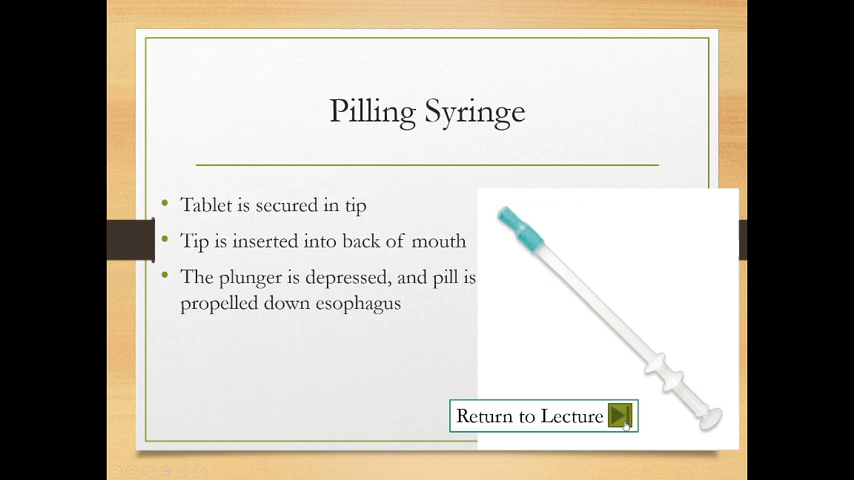 Pilling Syringe
• Tablet is secured in tip
• Tip is inserted into back of mouth
• The plunger is depressed, and pill is
propelled down esophagus
Return to Lecture